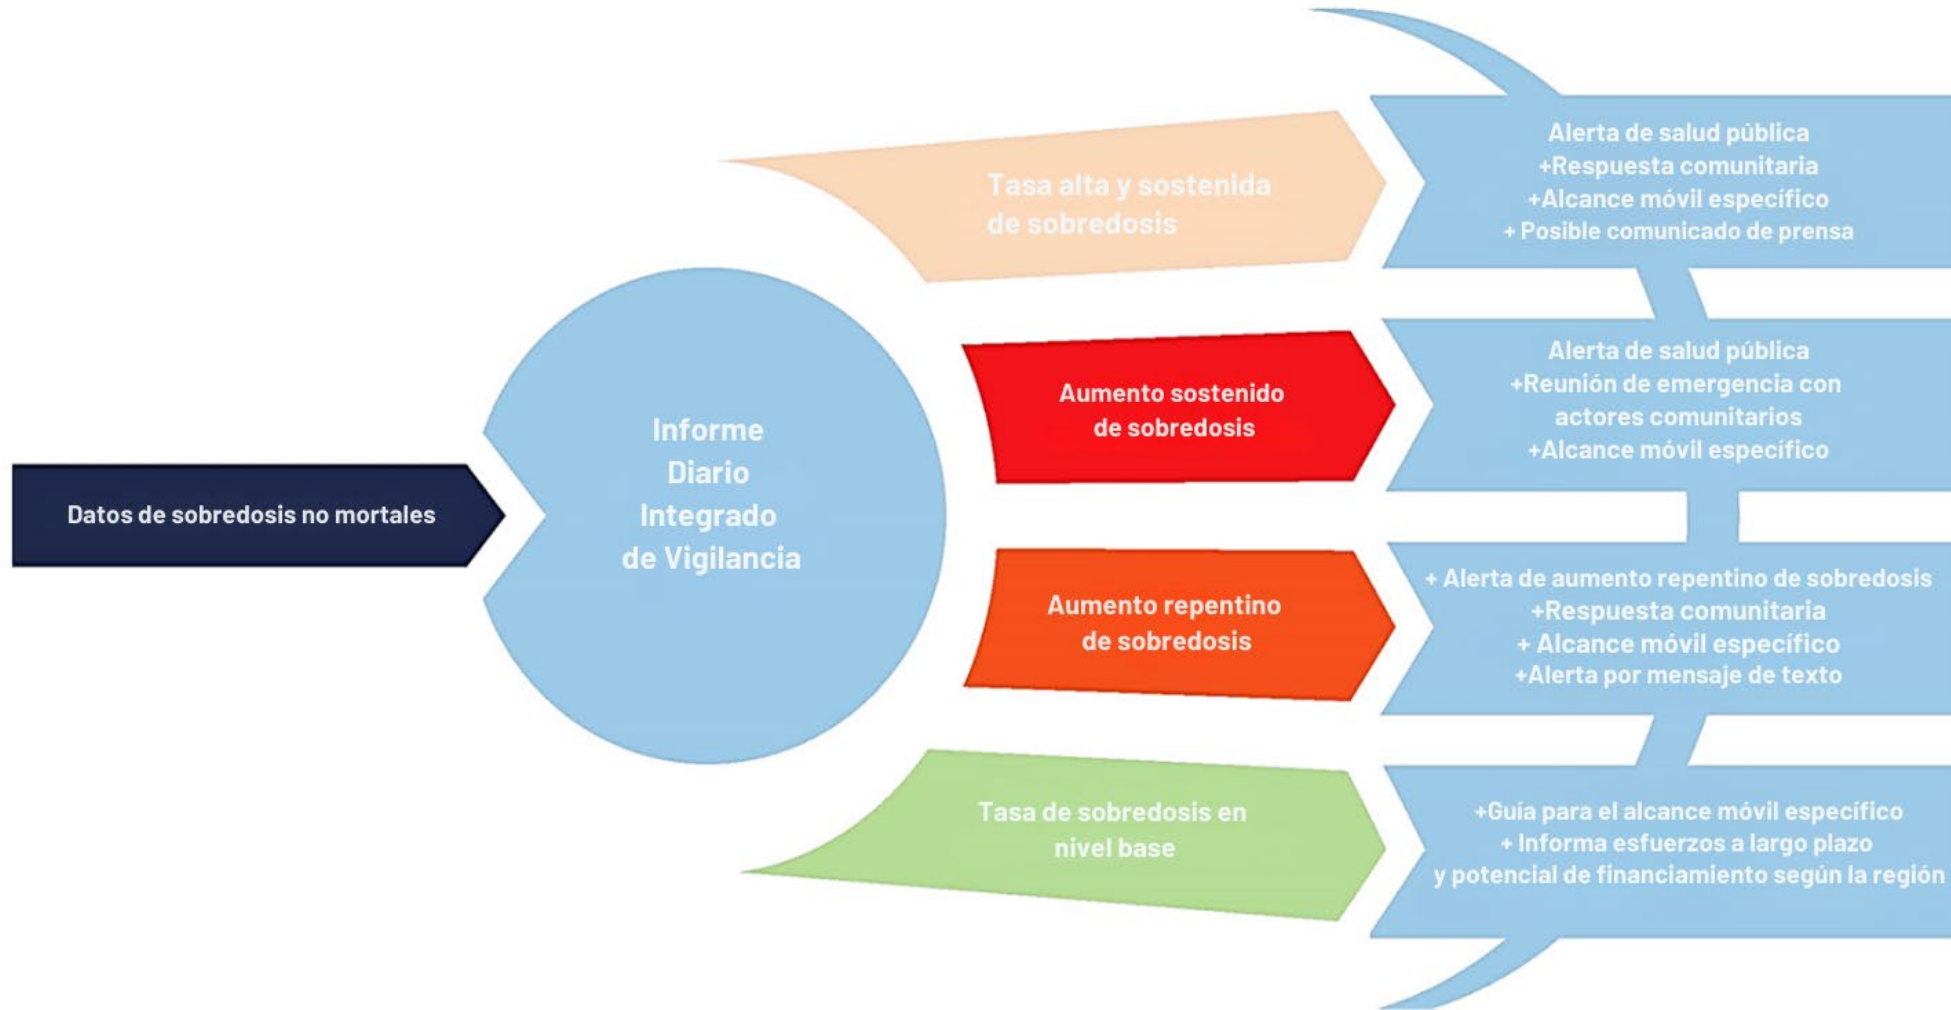 Datos de sobredosis no mortales
Informe
Diario
Integrado
de Vigilancia
Tasa alta y sostenida
de sobredosis
Alerta de salud pública
+Respuesta comunitaria
+Alcance móvil específico
+ Posible comunicado de prensa
Aumento sostenido
de sobredosis
Alerta de salud pública
+Reunión de emergencia con
actores comunitarios
+Alcance móvil específico
Aumento repentino
de sobredosis
+ Alerta de aumento repentino de sobredosis
+Respuesta comunitaria
+ Alcance móvil específico
+Alerta por mensaje de texto
Tasa de sobredosis en
nivel base
+Guía para el alcance móvil específico
+ Informa esfuerzos a largo plazo
y potencial de financiamiento según la región